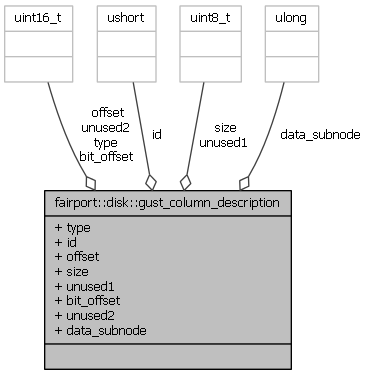 uint16_t
ushort
uint8_t
ulong
offset
unused2
type
bit_offset
id
size
unused1
data_subnode
fairport::disk::gust_column_description
+ type
+ id
+ offset
+ size
+ unused1
+ bit_offset
+ unused2
+ data_subnode